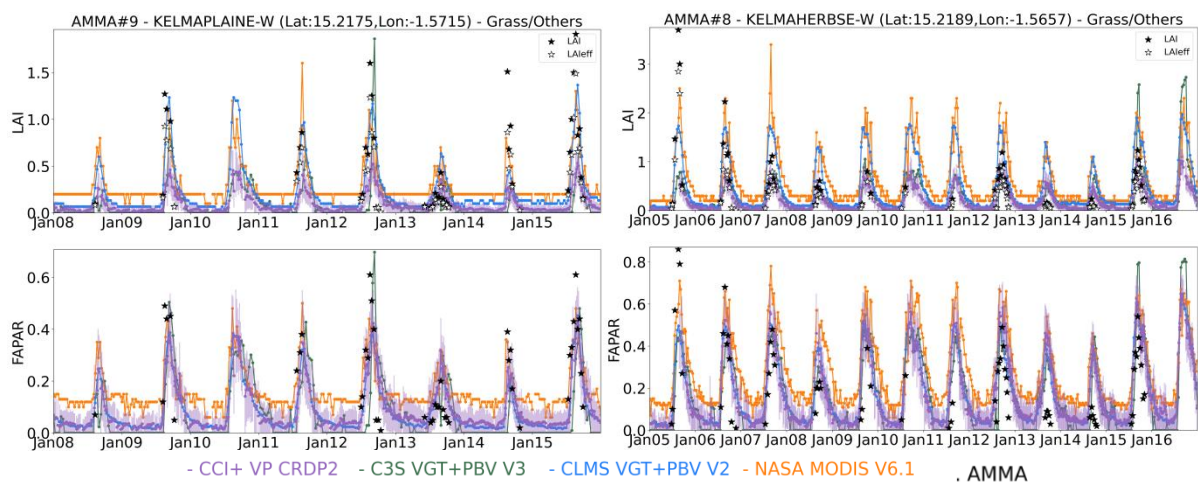 AMMA#9 - KELMAPLAINE-W (Lat:15.2175,Lon:-1.5715) - Grass/Others
LAI
1.5
1.0
0.5
0.0
★ LAI
☆ LAIeff
Jan08 Jan09 Jan10 Jan11 Jan12 Jan13 Jan14 Jan15
AMMA#8 - KELMAHERBSE-W (Lat:15.2189,Lon:-1.5657) - Grass/Others
LAI
3
2
1
0
★ LAI
☆ LAIeff
Jan05 Jan06 Jan07 Jan08 Jan09 Jan10 Jan11 Jan12 Jan13 Jan14 Jan15 Jan16
FAPAR
0.6
0.4
0.2
0.0
Jan08 Jan09 Jan10 Jan11 Jan12 Jan13 Jan14 Jan15
FAPAR
0.8
0.6
0.4
0.2
0.0
Jan05 Jan06 Jan07 Jan08 Jan09 Jan10 Jan11 Jan12 Jan13 Jan14 Jan15 Jan16
- CCI+ VP CRDP2 - C3S VGT+PBV V3 - CLMS VGT+PBV V2 - NASA MODIS V6.1 . AMMA